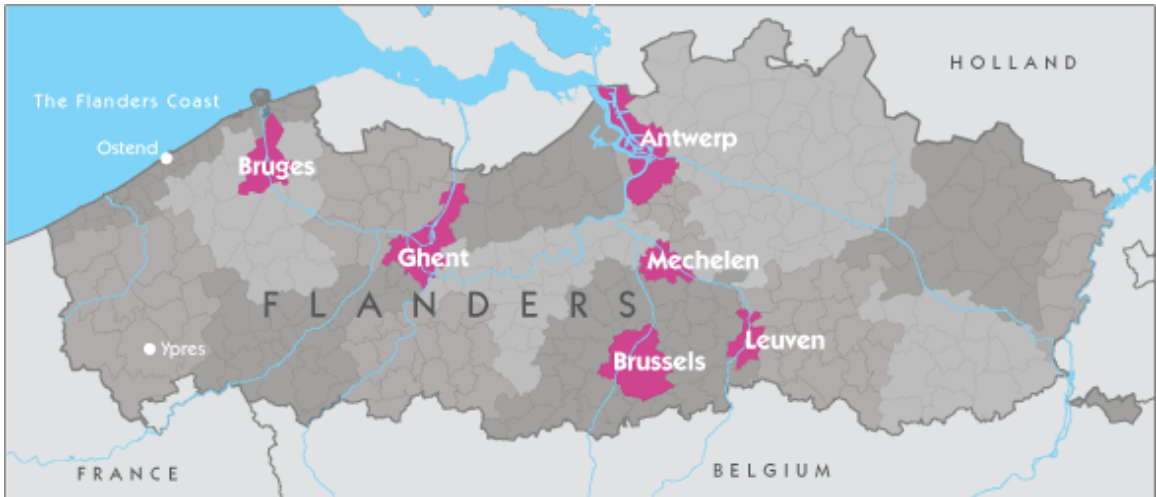 HOLLAND
The Flanders Coast
Antwerp
Ostend
Bruges
Ghent
Mechelen
FLANDERS
Leuven
Ypres
Brussels
FRANCE
BELGIUM